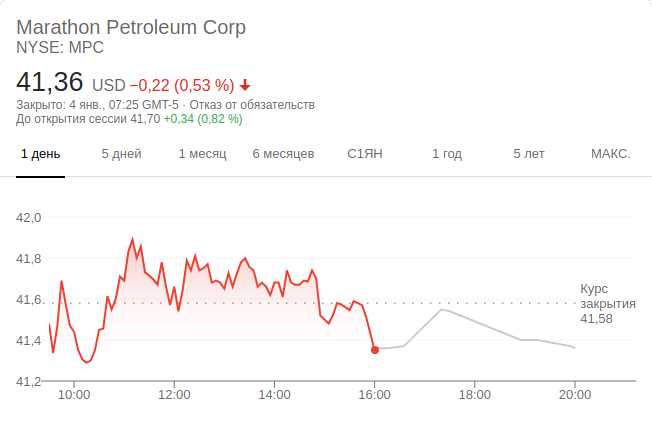 Marathon Petroleum Corp
NYSE: MPC
41,36 USD −0,22 (0,53 %)
Закрыто: 4 янв., 07:25 GMT-5 · Отказ от обязательств
До открытия сессии 41,70 +0,34 (0,82 %)
1 день 5 дней 1 месяц 6 месяцев С1ЯН 1 год 5 лет МАКС.
42,0
41,8
41,6
41,4
41,2
Курс
закрытия
41,58
10:00 12:00 14:00 16:00 18:00 20:00